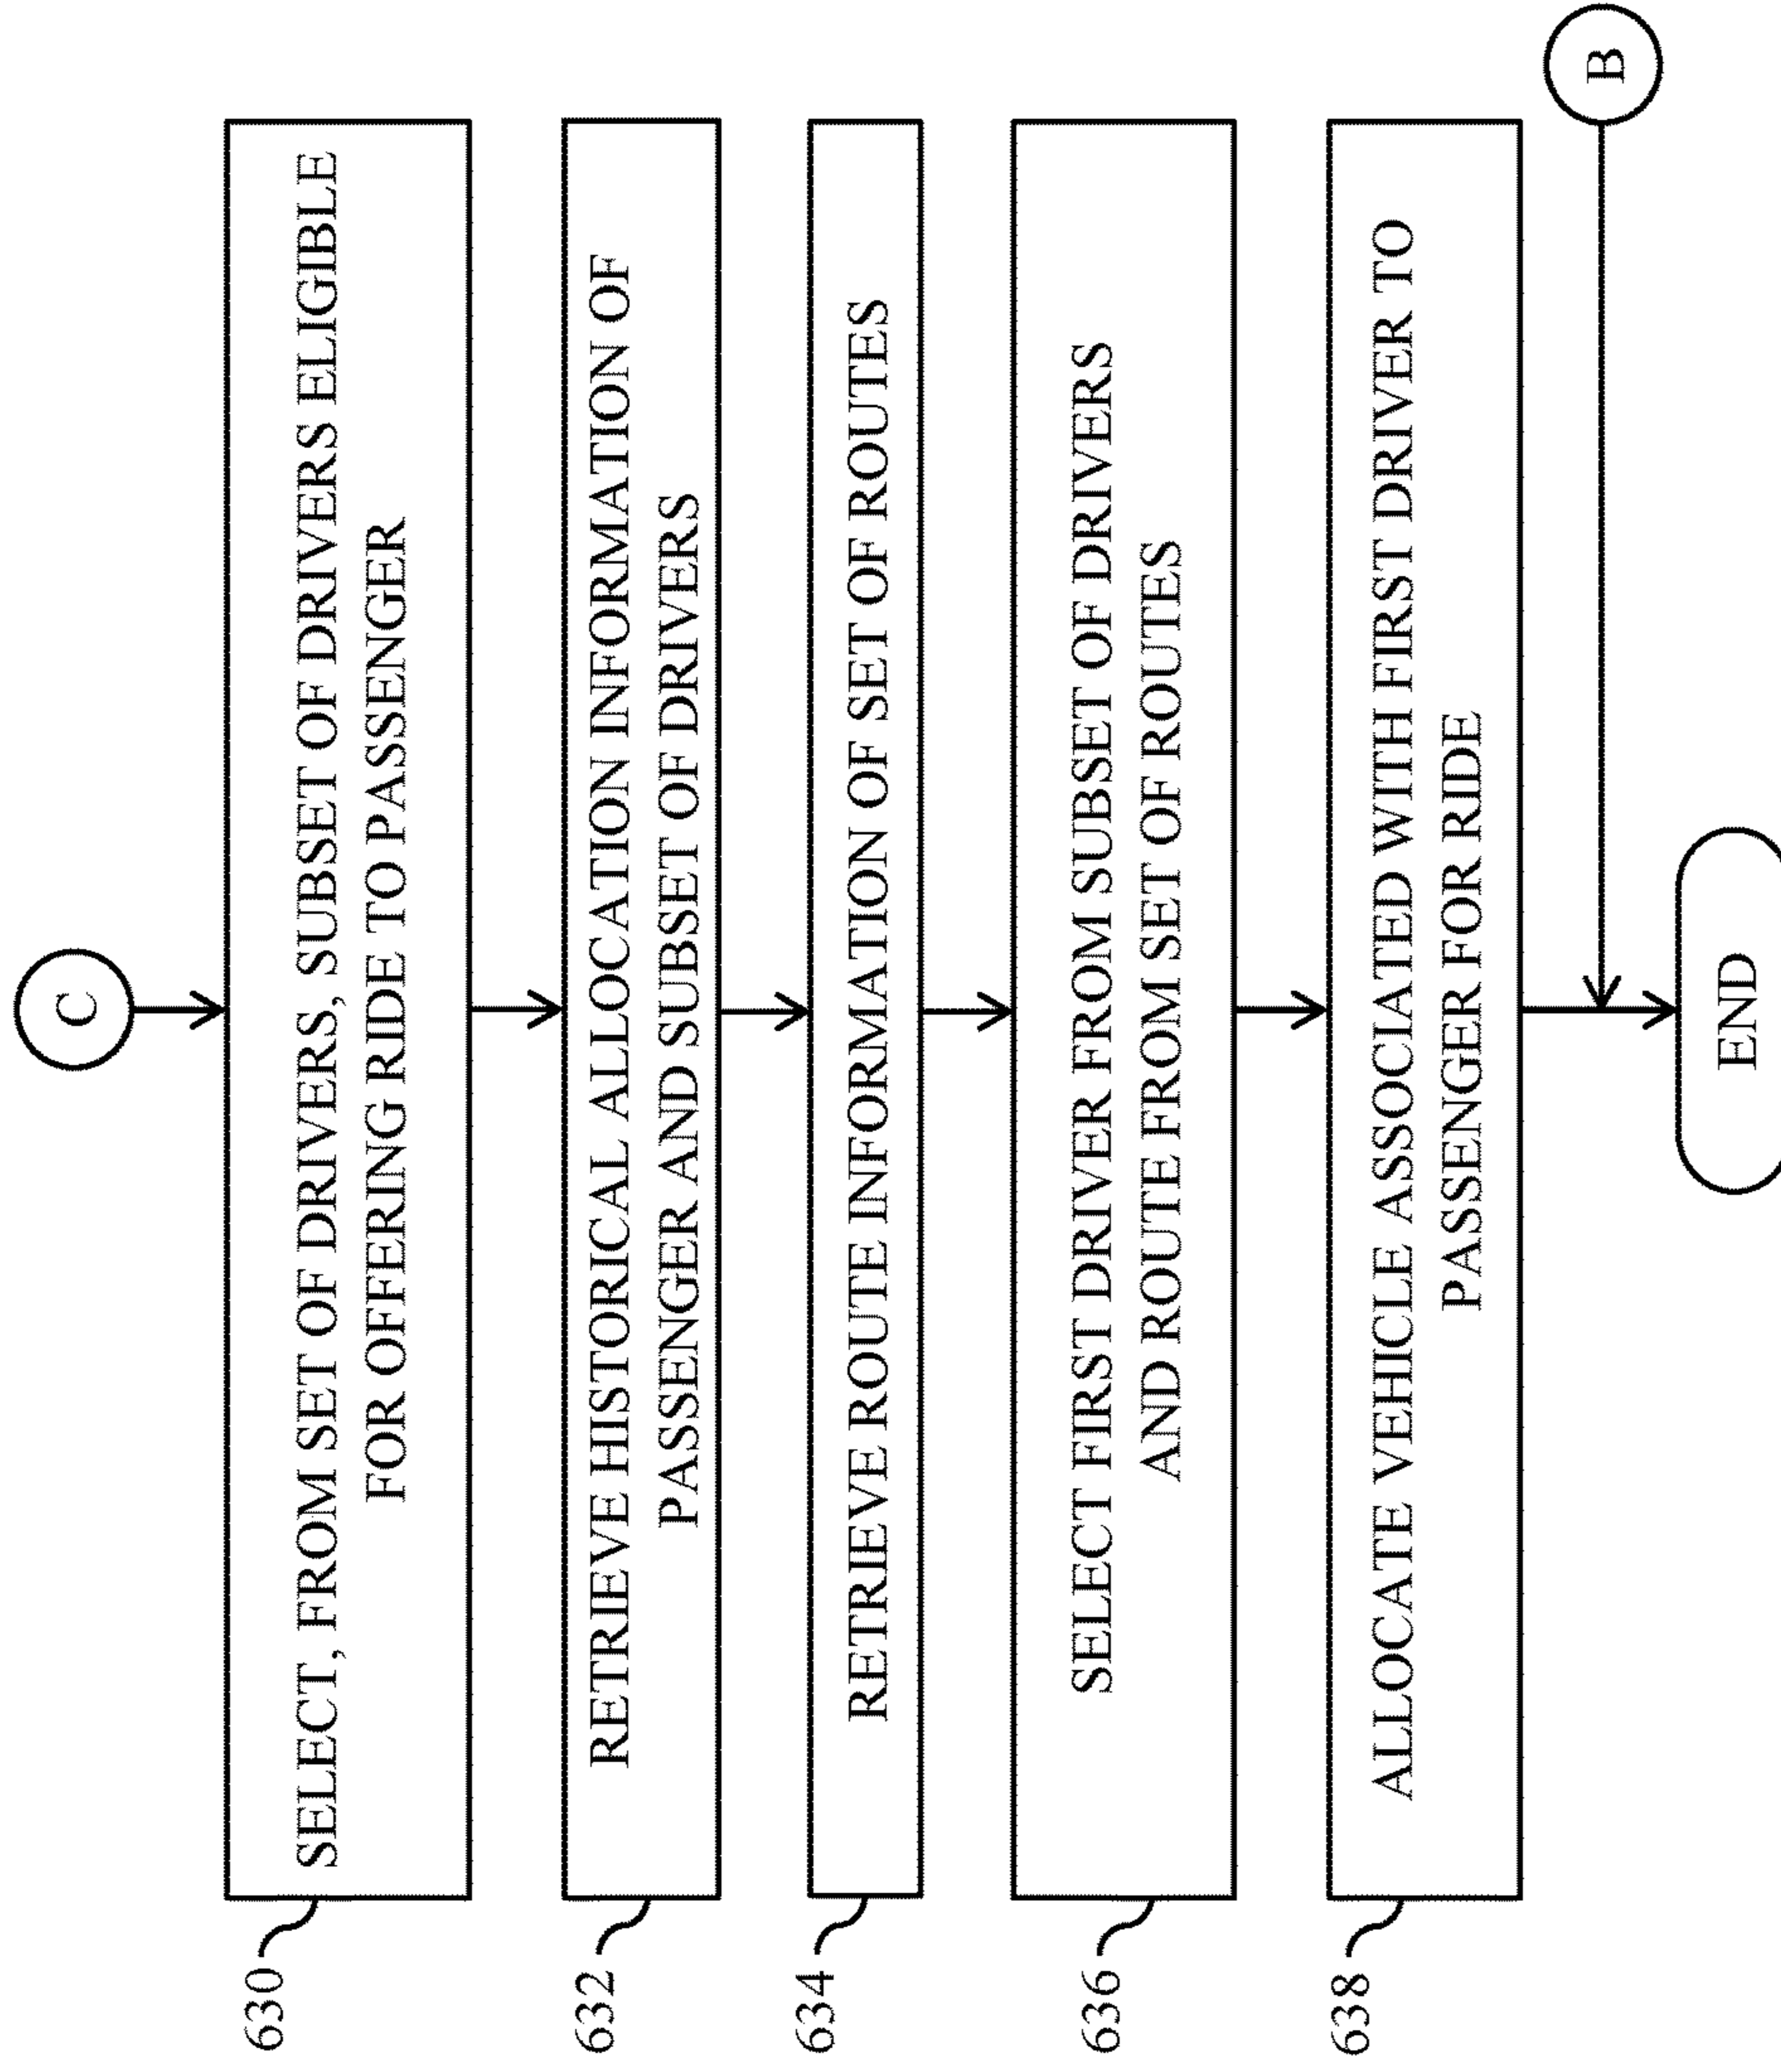 C
630
SELECT, FROM SET OF DRIVERS, SUBSET OF DRIVERS ELIGIBLE
FOR OFFERING RIDE TO PASSENGER
632
RETRIEVE HISTORICAL ALLOCATION INFORMATION OF
PASSENGER AND SUBSET OF DRIVERS
634
RETRIEVE ROUTE INFORMATION OF SET OF ROUTES
636
SELECT FIRST DRIVER FROM SUBSET OF DRIVERS
AND ROUTE FROM SET OF ROUTES
638
ALLOCATE VEHICLE ASSOCIATED WITH FIRST DRIVER TO
PASSENGER FOR RIDE
B
END